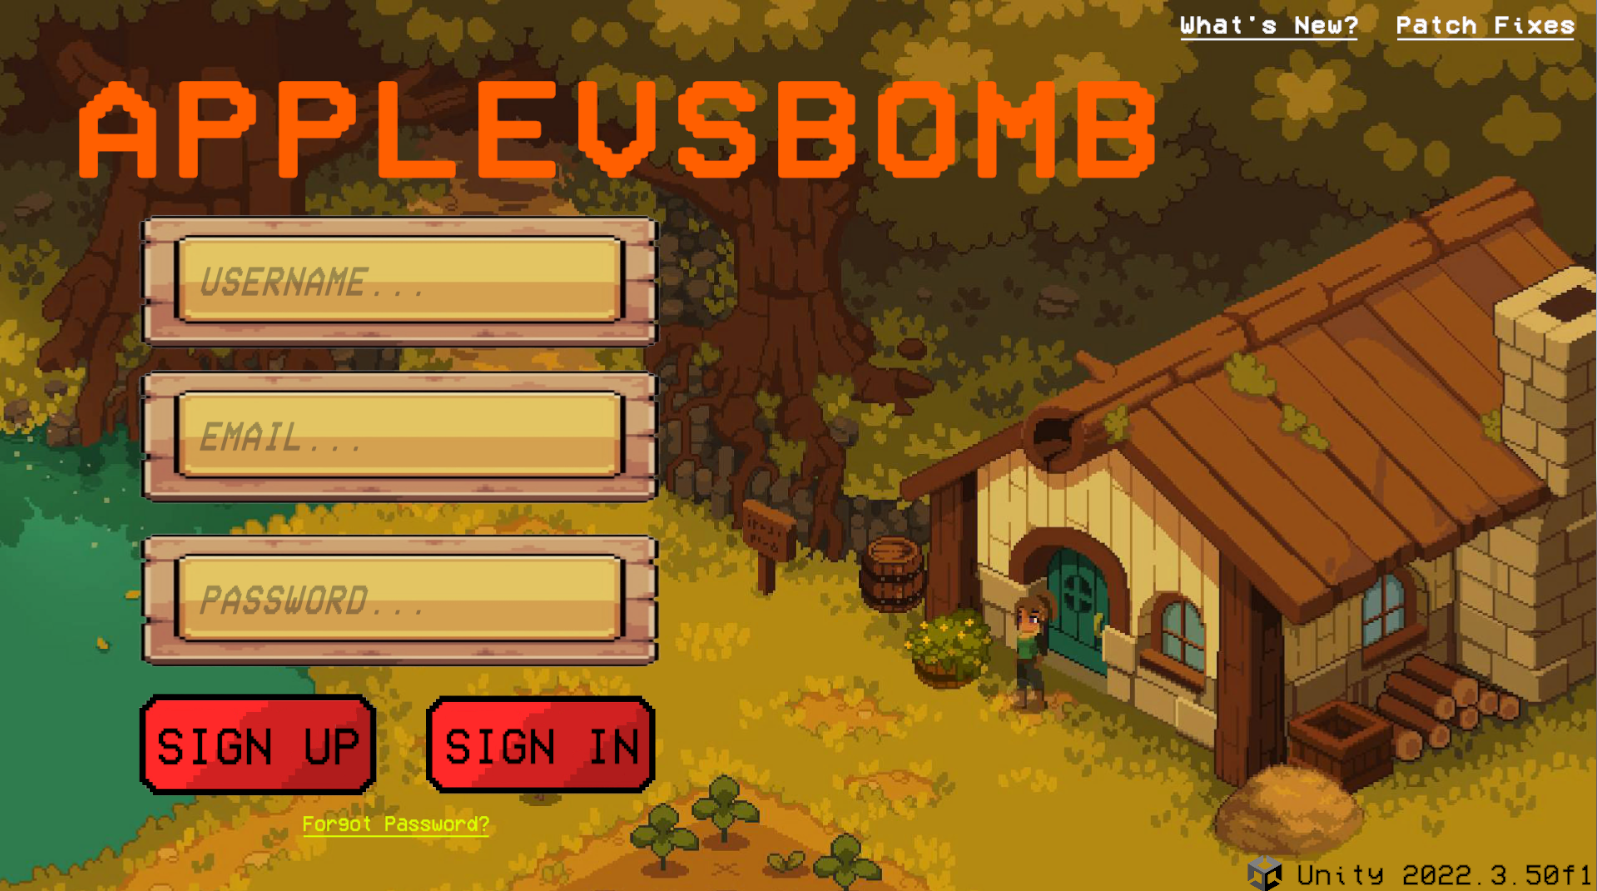 What's New? Patch Fixes
APPLEVSBOMB
USERNAME...
EMAIL...
PASSWORD...
SIGN UP SIGN IN
Forgot Password?
Unity 2022.3.50f1